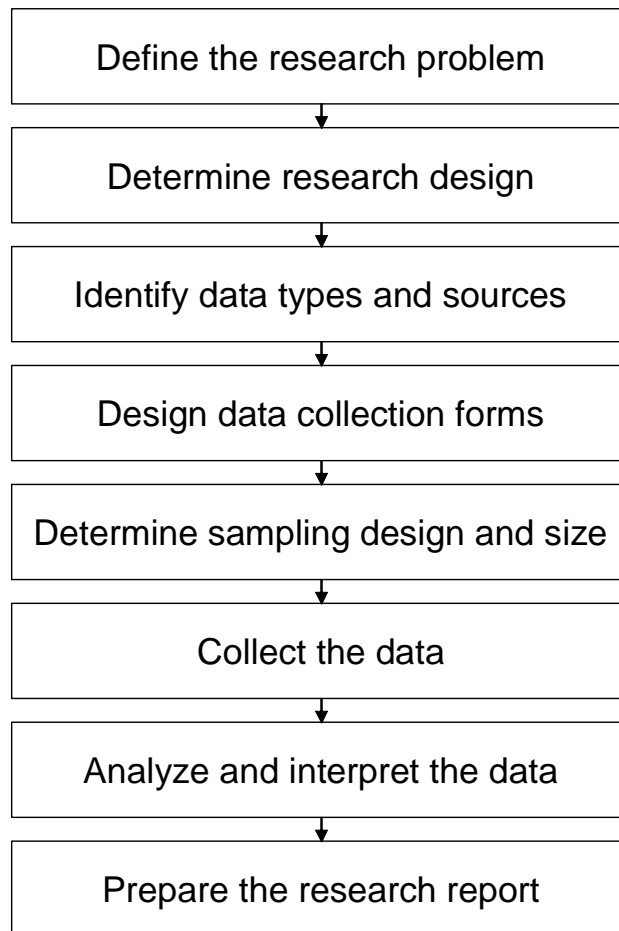 Define the research problem
Determine research design
Identify data types and sources
Design data collection forms
Determine sampling design and size
Collect the data
Analyze and interpret the data
Prepare the research report